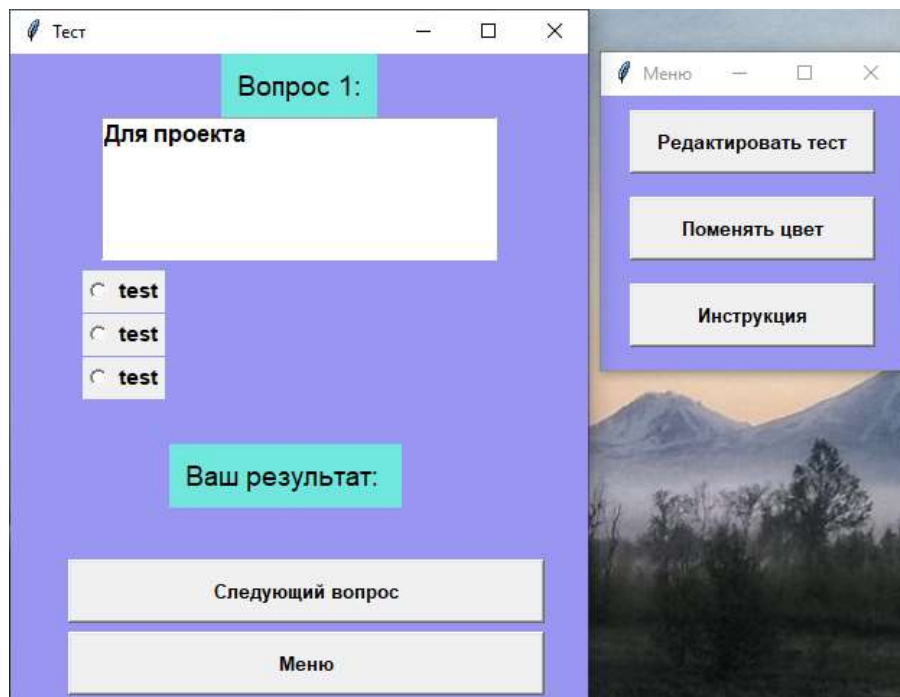 Тест
Вопрос 1:
Для проекта
test
test
test
Ваш результат:
Следующий вопрос
Меню
Меню
Редактировать тест
Поменять цвет
Инструкция